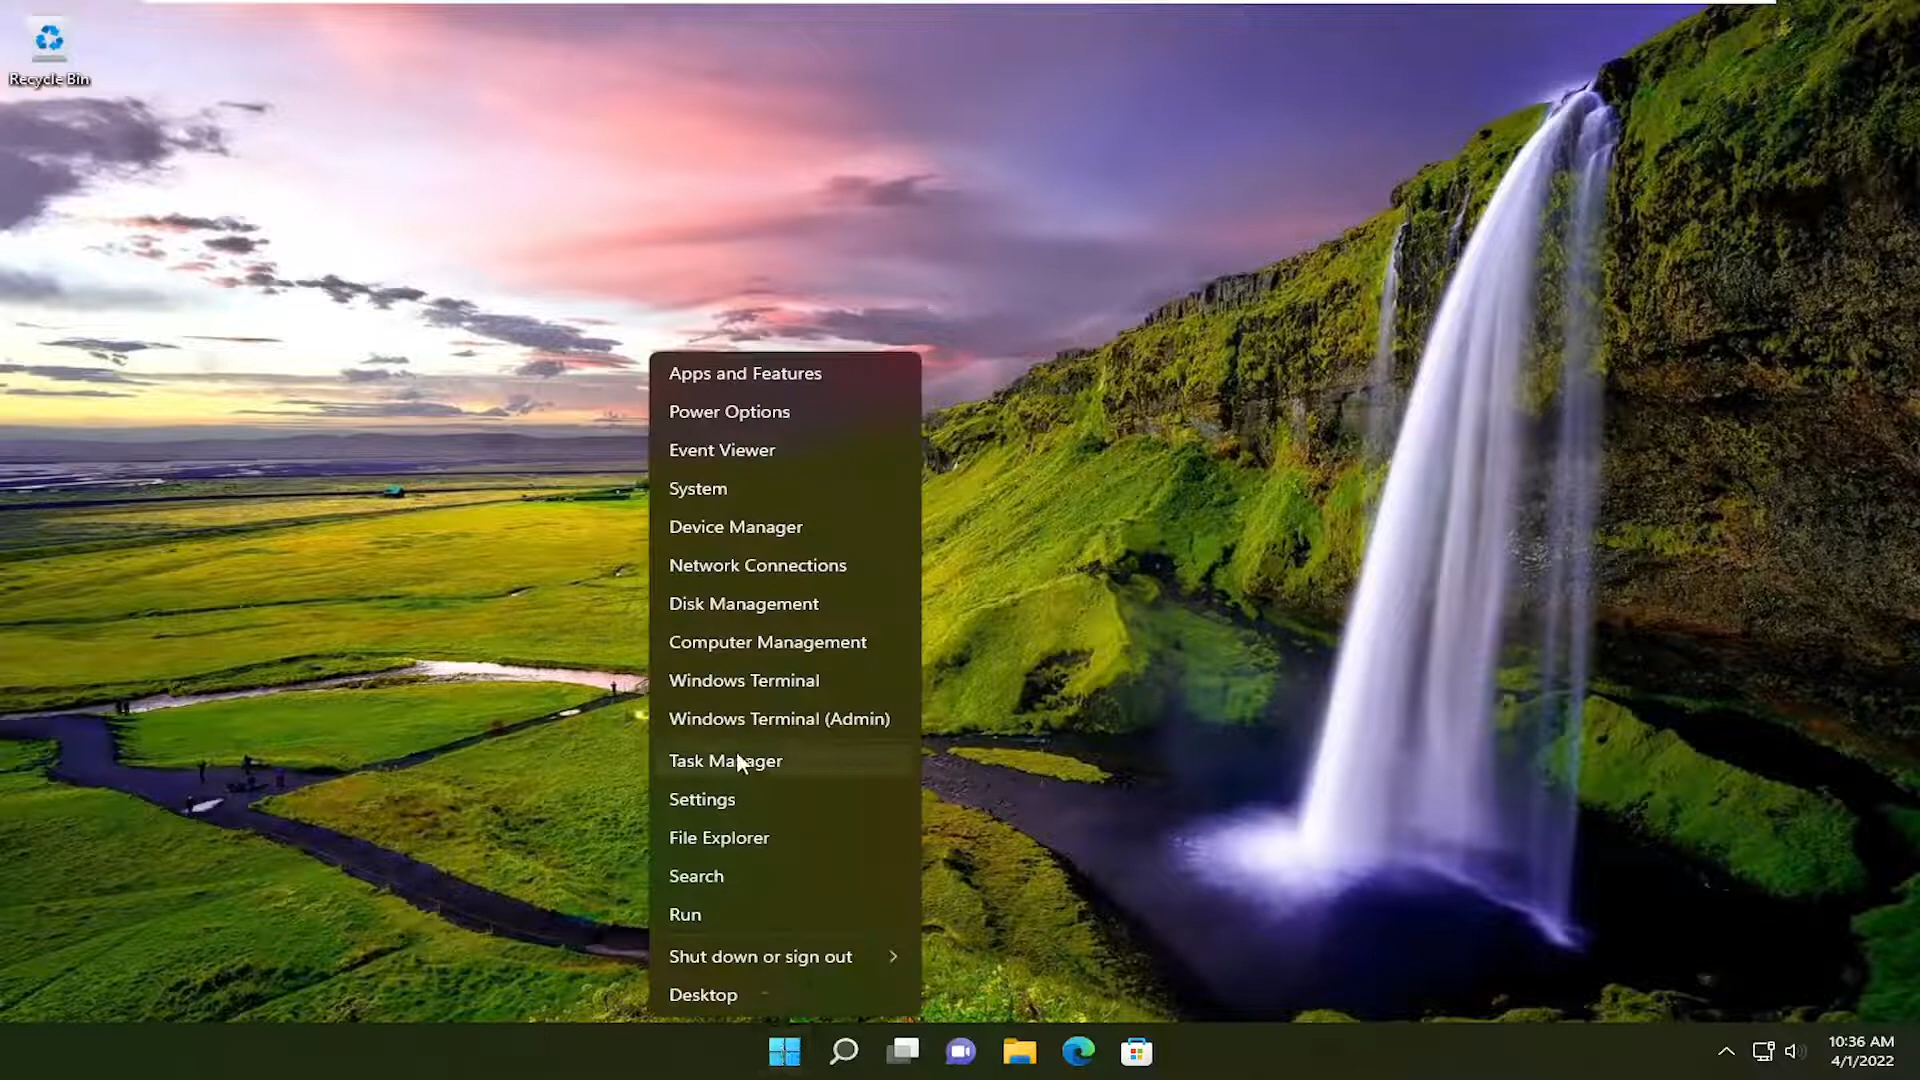 Recycle Bin
Apps and Features
Power Options
Event Viewer
System
Device Manager
Network Connections
Disk Management
Computer Management
Windows Terminal
Windows Terminal (Admin)
Task Manager
Settings
File Explorer
Search
Run
Shut down or sign out
Desktop
10:36 AM
4/1/2022